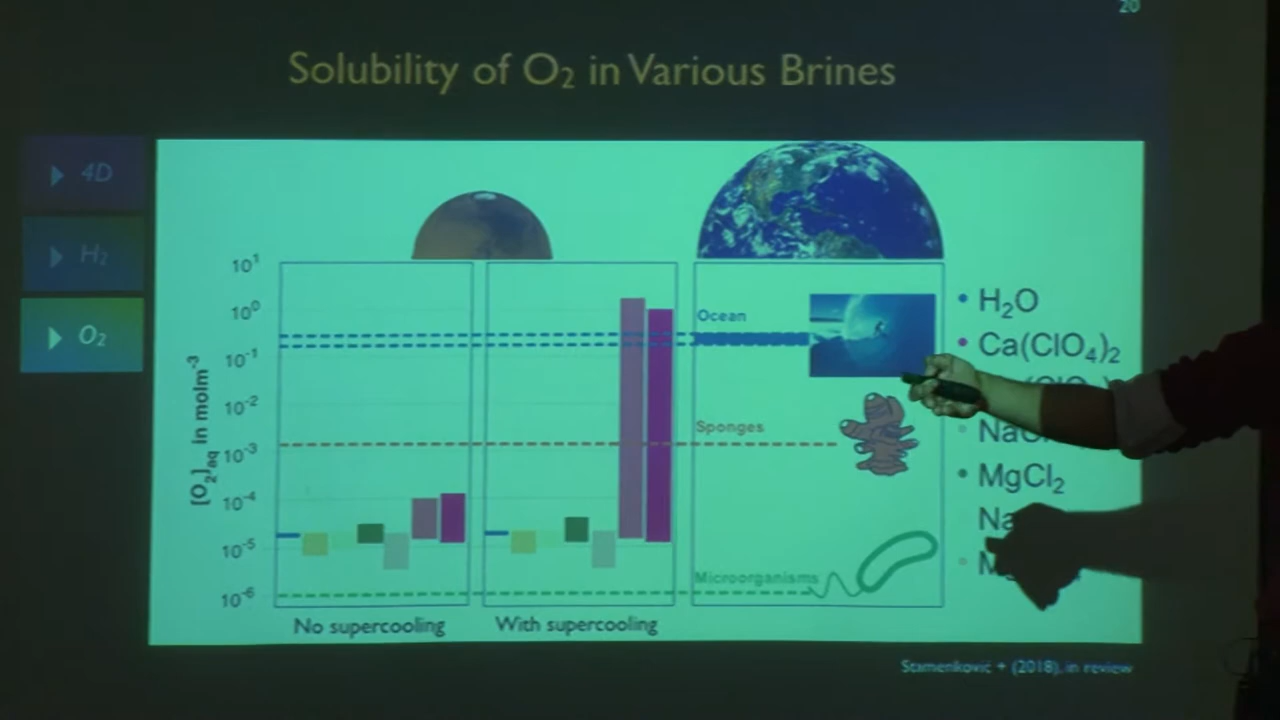 20
Solubility of O₂ in Various Brines
4D
H₂
O₂
[O₂]aq in molm⁻³
10¹
10⁰
10⁻¹
10⁻²
10⁻³
10⁻⁴
10⁻⁵
10⁻⁶
No supercooling
With supercooling
Ocean
Sponges
Microorganisms
H₂O
Ca(ClO₄)₂
MgCl₂
Stamenković + (2018), in review